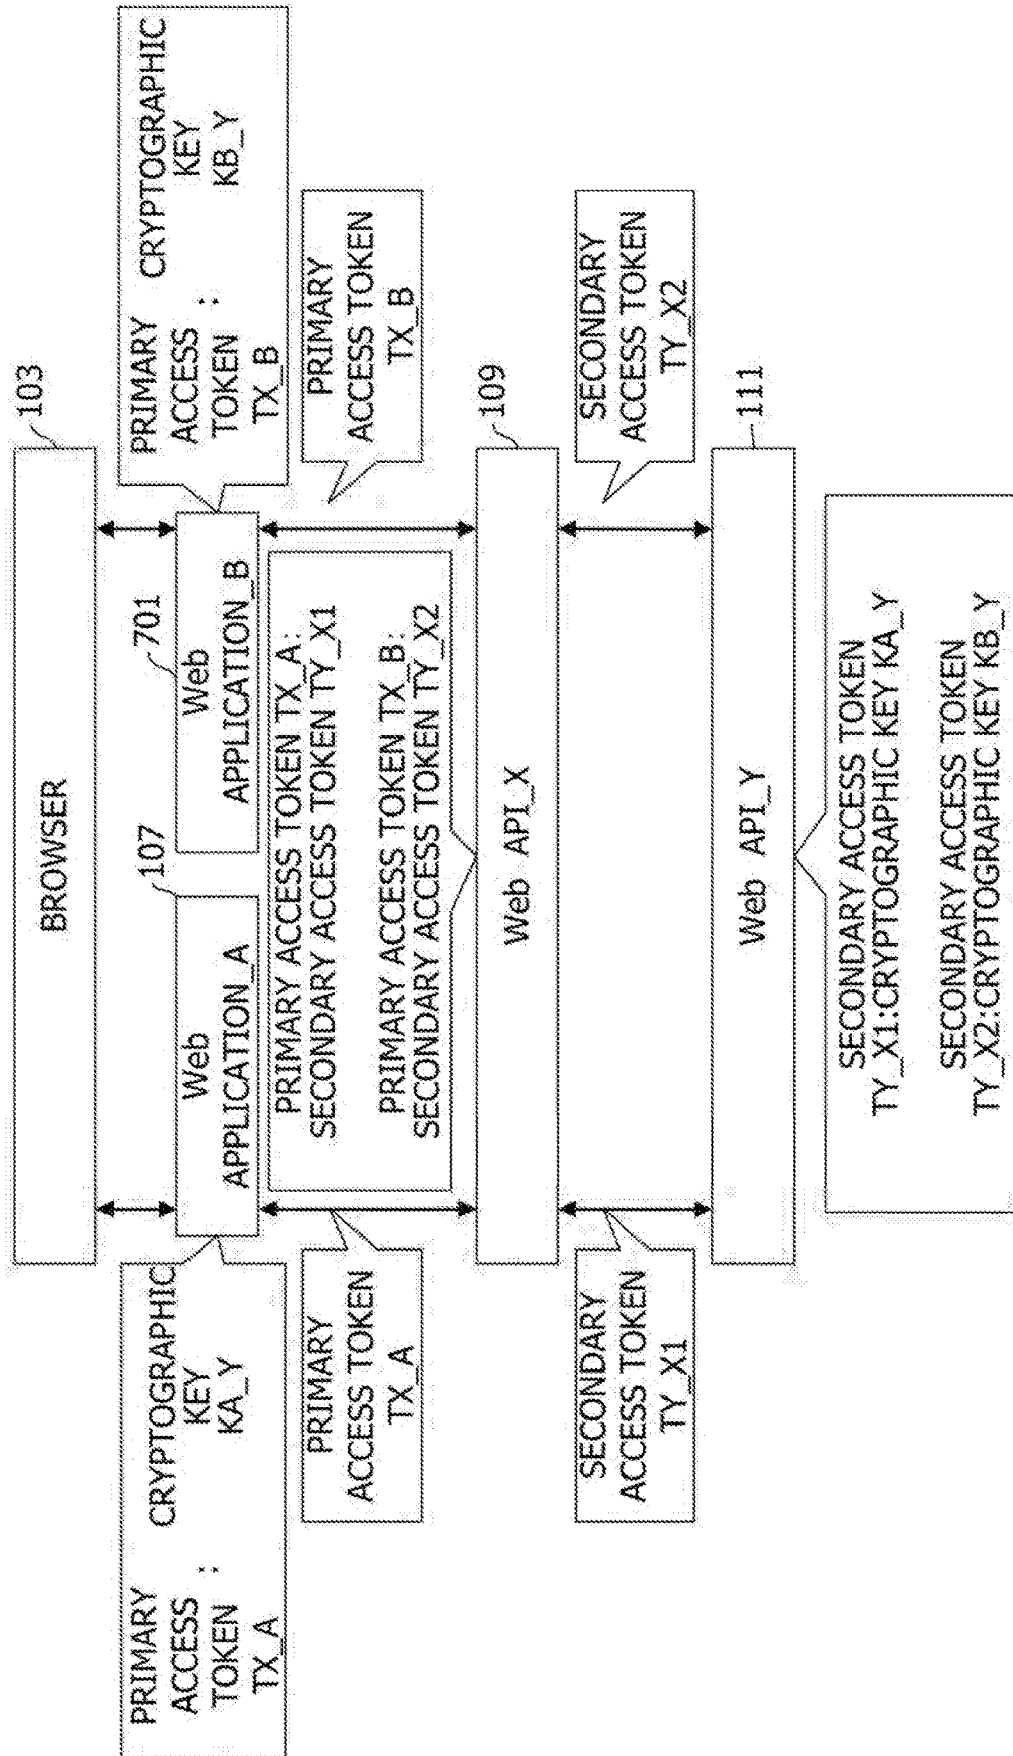 BROWSER
103
PRIMARY
ACCESS
TOKEN
TX_A
:
CRYPTOGRAPHIC
KEY
KA_Y
Web
APPLICATION_A
107
Web
APPLICATION_B
701
PRIMARY
ACCESS
TOKEN
TX_B
:
CRYPTOGRAPHIC
KEY
KB_Y
PRIMARY
ACCESS TOKEN
TX_A
PRIMARY ACCESS TOKEN TX_A:
SECONDARY ACCESS TOKEN TY_X1
PRIMARY ACCESS TOKEN TX_B:
SECONDARY ACCESS TOKEN TY_X2
PRIMARY
ACCESS TOKEN
TX_B
Web API_X
109
SECONDARY
ACCESS TOKEN
TY_X1
SECONDARY
ACCESS TOKEN
TY_X2
Web API_Y
111
SECONDARY ACCESS TOKEN
TY_X1:CRYPTOGRAPHIC KEY KA_Y
SECONDARY ACCESS TOKEN
TY_X2:CRYPTOGRAPHIC KEY KB_Y